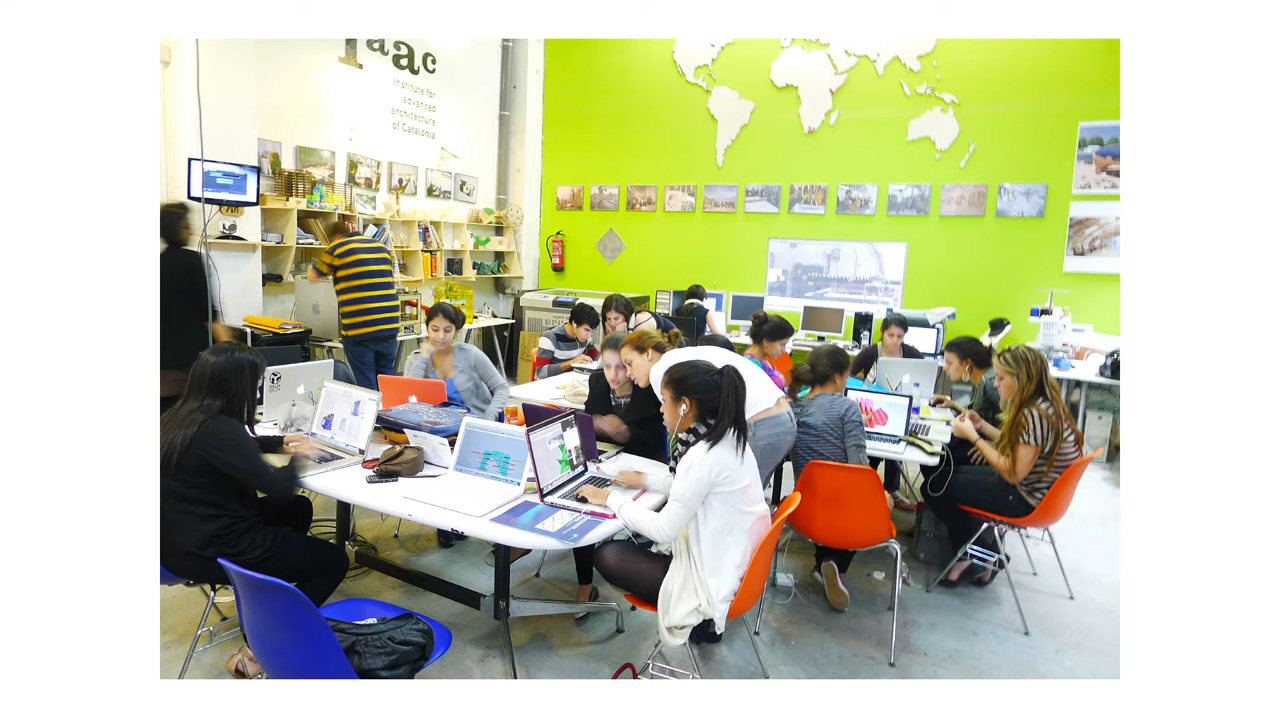 Iaac
Institute for
advanced
architecture
of Catalonia